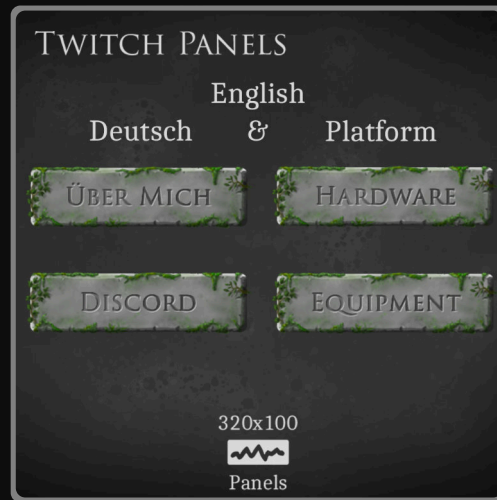 Twitch Panels
English
Deutsch & Platform
Über Mich
Hardware
Discord
Equipment
320x100
Panels